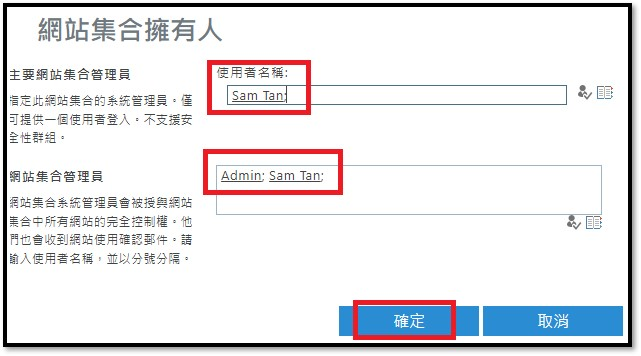 網站集合擁有人
主要網站集合管理員
指定此網站集合的系統管理員。僅
可提供一個使用者登入。不支援安
全性群組。
使用者名稱:
Sam Tan;
網站集合管理員
網站集合系統管理員會被授與網站
集合中所有網站的完全控制權。他
們也會收到網站使用確認郵件。請
輸入使用者名稱，並以分號分隔。
Admin; Sam Tan;
確定
取消